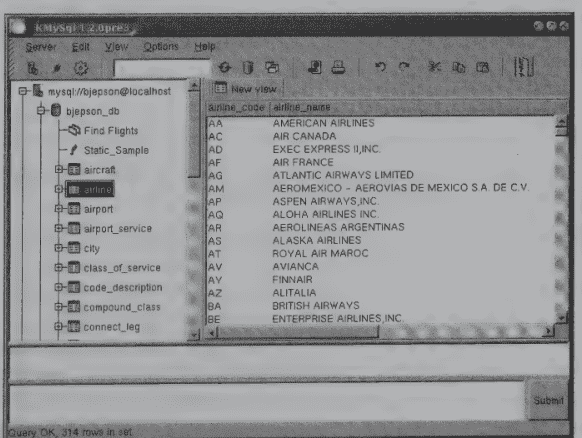 KMySql 1.2.0pre3
Server Edit View Options Help
New view
mysql://bjepson@localhost
bjepson_db
Find Flights
Static_Sample
aircraft
airline
airport
airport_service
city
class_of_service
code_description
compound_class
connect_leg
airline_code airline_name
AA AMERICAN AIRLINES
AC AIR CANADA
AD EXEC EXPRESS II,INC.
AF AIR FRANCE
AG ATLANTIC AIRWAYS LIMITED
AM AEROMEXICO - AEROVIAS DE MEXICO S.A. DE C.V.
AP ASPEN AIRWAYS,INC.
AQ ALOHA AIRLINES INC.
AR AEROLINEAS ARGENTINAS
AS ALASKA AIRLINES
AT ROYAL AIR MAROC
AV AVIANCA
AY FINNAIR
AZ ALITALIA
BA BRITISH AIRWAYS
BE ENTERPRISE AIRLINES,INC.
Submit
Query OK, 314 rows in set